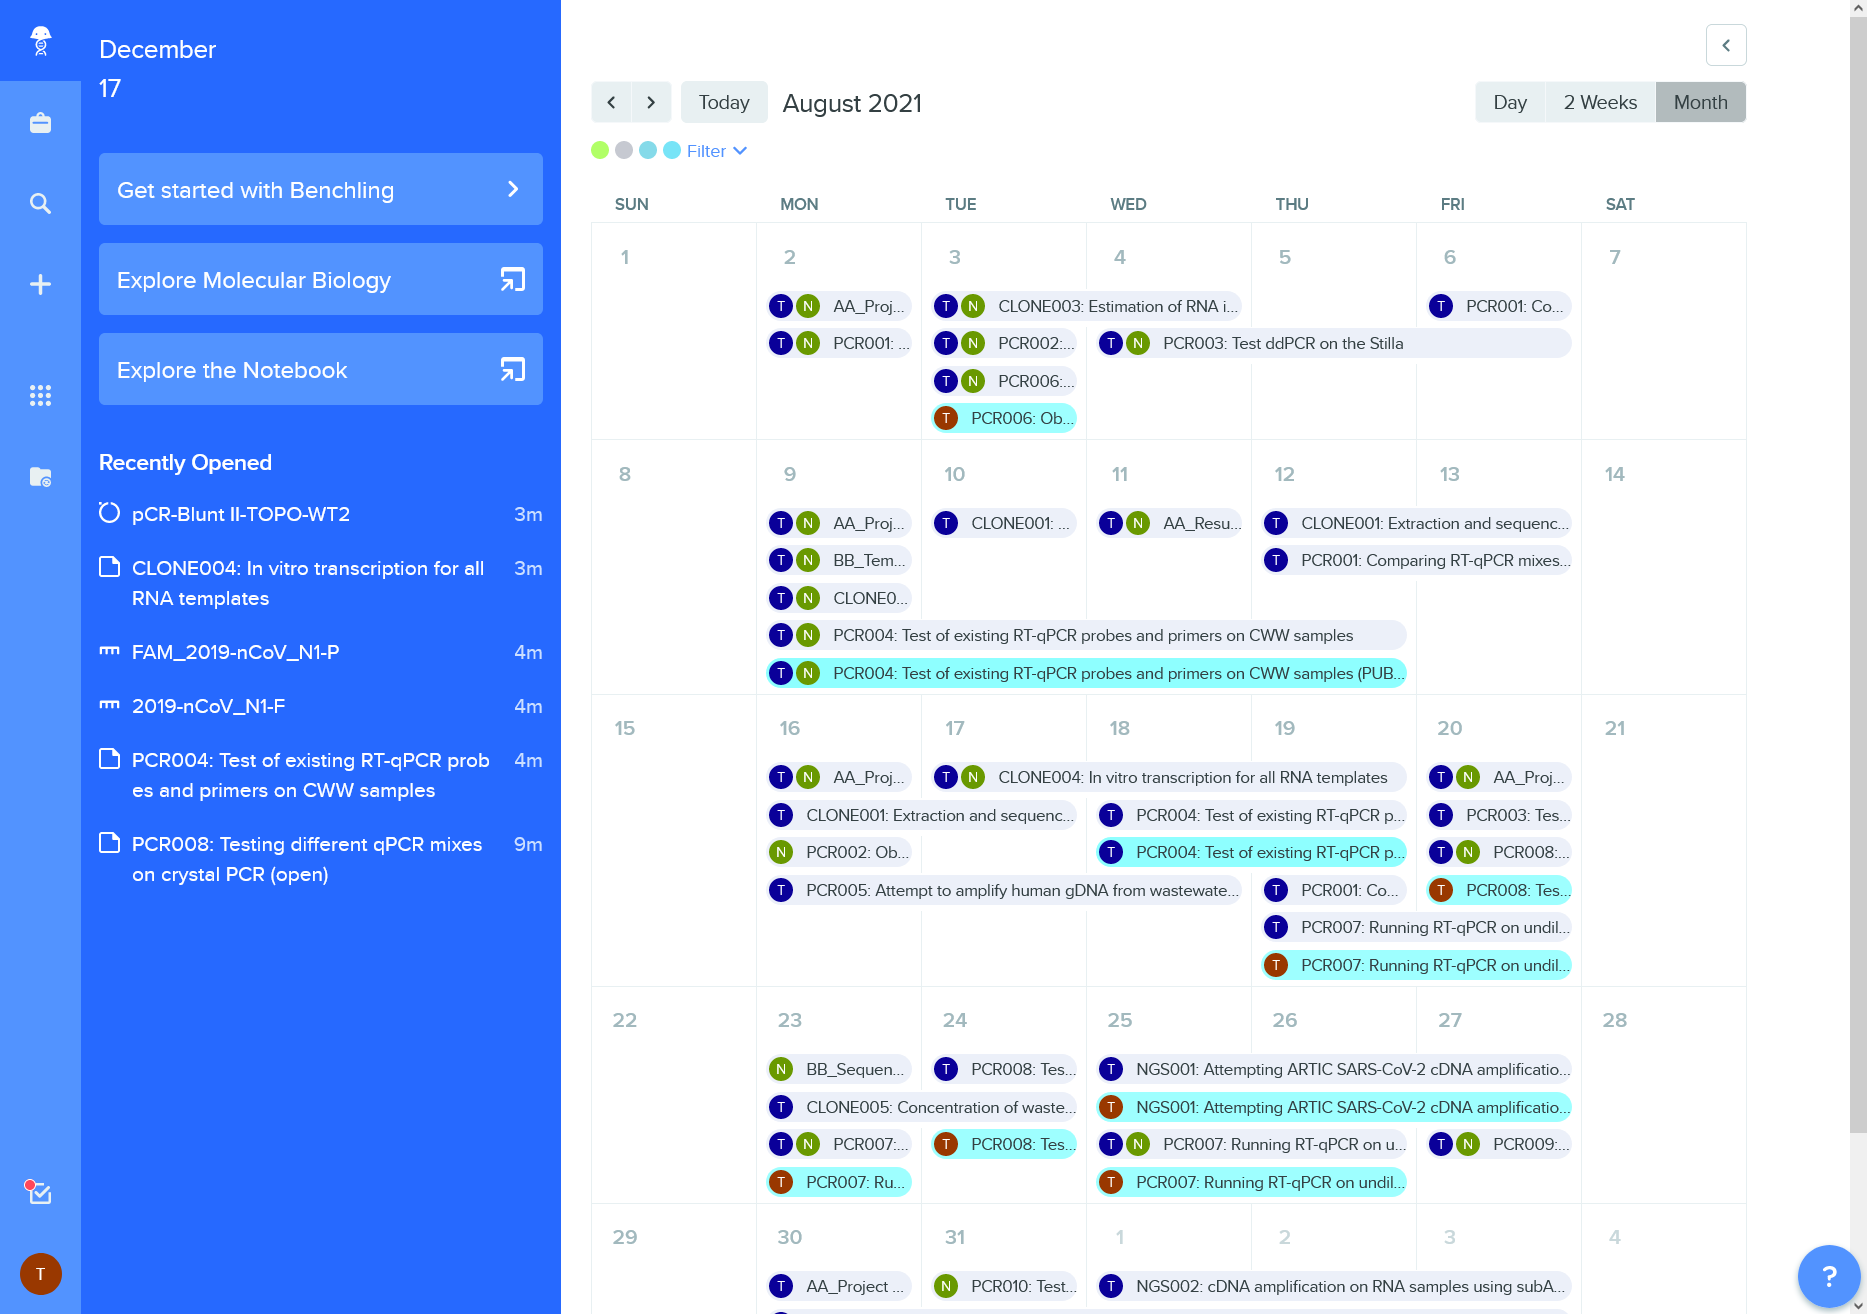 December
17
Get started with Benchling
Explore Molecular Biology
Explore the Notebook
Recently Opened
pCR-Blunt II-TOPO-WT2 3m
CLONE004: In vitro transcription for all 3m
RNA templates
FAM_2019-nCoV_N1-P 4m
2019-nCoV_N1-F 4m
PCR004: Test of existing RT-qPCR prob 4m
es and primers on CWW samples
PCR008: Testing different qPCR mixes 9m
on crystal PCR (open)
T
Today August 2021 Day 2 Weeks Month
Filter
SUN MON TUE WED THU FRI SAT
1 2 3 4 5 6 7
T N AA_Proj... T N CLONE003: Estimation of RNA i... T PCR001: Co...
T N PCR001: ... T N PCR002:... T N PCR003: Test ddPCR on the Stilla
T N PCR006:...
T PCR006: Ob...
8 9 10 11 12 13 14
T N AA_Proj... T CLONE001: ... T N AA_Resu... T CLONE001: Extraction and sequenc...
T N BB_Tem... T PCR001: Comparing RT-qPCR mixes...
T N CLONE0...
T N PCR004: Test of existing RT-qPCR probes and primers on CWW samples
T N PCR004: Test of existing RT-qPCR probes and primers on CWW samples (PUB...
15 16 17 18 19 20 21
T N AA_Proj... T N CLONE004: In vitro transcription for all RNA templates T N AA_Proj...
T CLONE001: Extraction and sequenc... T PCR004: Test of existing RT-qPCR p... T PCR003: Tes...
N PCR002: Ob... T PCR004: Test of existing RT-qPCR p... T N PCR008:...
T PCR005: Attempt to amplify human gDNA from wastewate... T PCR001: Co... T PCR008: Tes...
T PCR007: Running RT-qPCR on undil...
T PCR007: Running RT-qPCR on undil...
22 23 24 25 26 27 28
N BB_Sequen... T PCR008: Tes... T NGS001: Attempting ARTIC SARS-CoV-2 cDNA amplificatio...
T CLONE005: Concentration of waste... T NGS001: Attempting ARTIC SARS-CoV-2 cDNA amplificatio...
T N PCR007:... T PCR008: Tes... T N PCR007: Running RT-qPCR on u... T N PCR009:...
T PCR007: Ru... T PCR007: Running RT-qPCR on undil...
29 30 31 1 2 3 4
T AA_Project ... N PCR010: Test... T NGS002: cDNA amplification on RNA samples using subA...
?